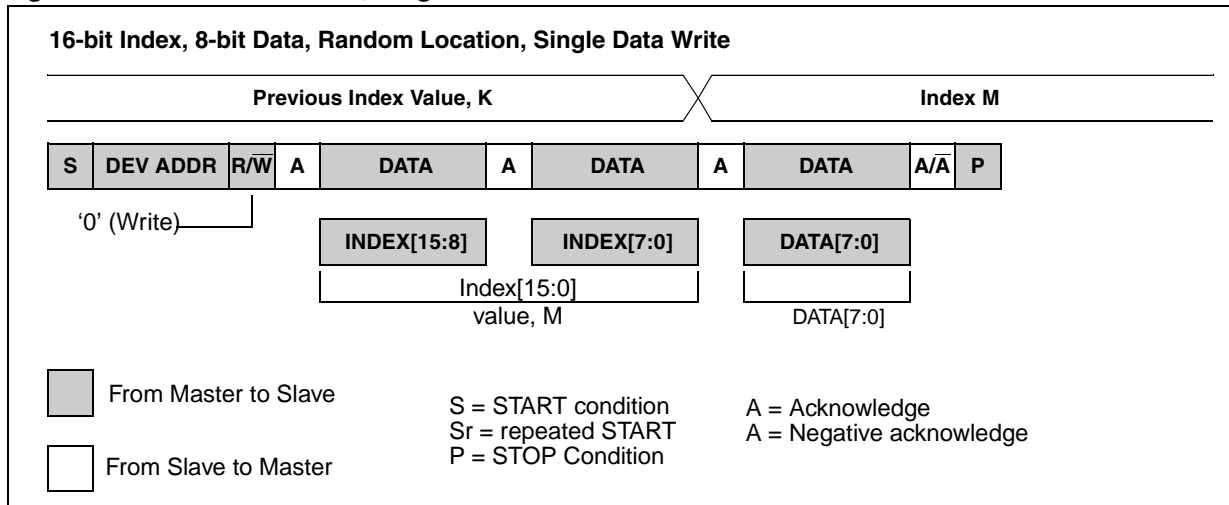 16-bit Index, 8-bit Data, Random Location, Single Data Write
Previous Index Value, K
Index M
S DEV ADDR R/W̅ A DATA A DATA A DATA A/A̅ P
‘0’ (Write)
INDEX[15:8] INDEX[7:0] DATA[7:0]
Index[15:0]
value, M
DATA[7:0]
From Master to Slave
From Slave to Master
S = START condition
Sr = repeated START
P = STOP Condition
A = Acknowledge
A = Negative acknowledge